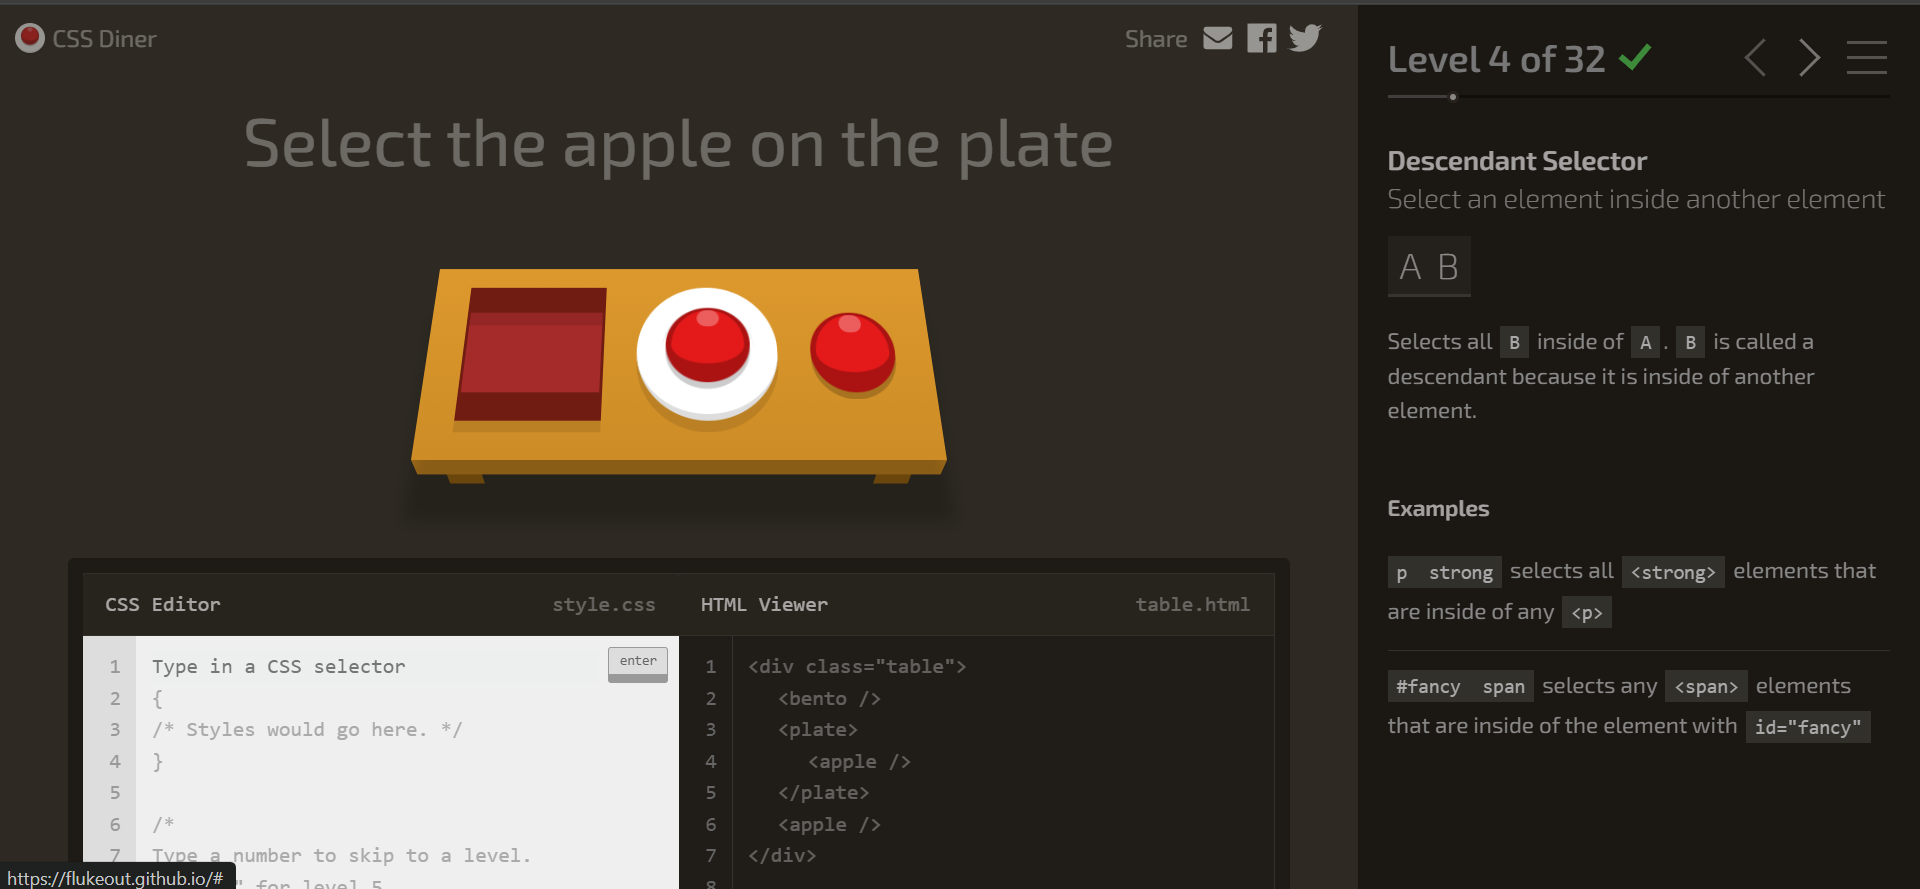 CSS Diner
Share
Select the apple on the plate
CSS Editor
style.css
1 Type in a CSS selector
enter
2 {
3 /* Styles would go here. */
4 }
5
6 /*
7 Type a number to skip to a level.
" for level 5
HTML Viewer
table.html
1 <div class="table">
2 <bento />
3 <plate>
4 <apple />
5 </plate>
6 <apple />
7 </div>
8
https://flukeout.github.io/#
Level 4 of 32
Descendant Selector
Select an element inside another element
A B
Selects all B inside of A . B is called a
descendant because it is inside of another
element.
Examples
p strong selects all <strong> elements that
are inside of any <p>
#fancy span selects any <span> elements
that are inside of the element with id="fancy"